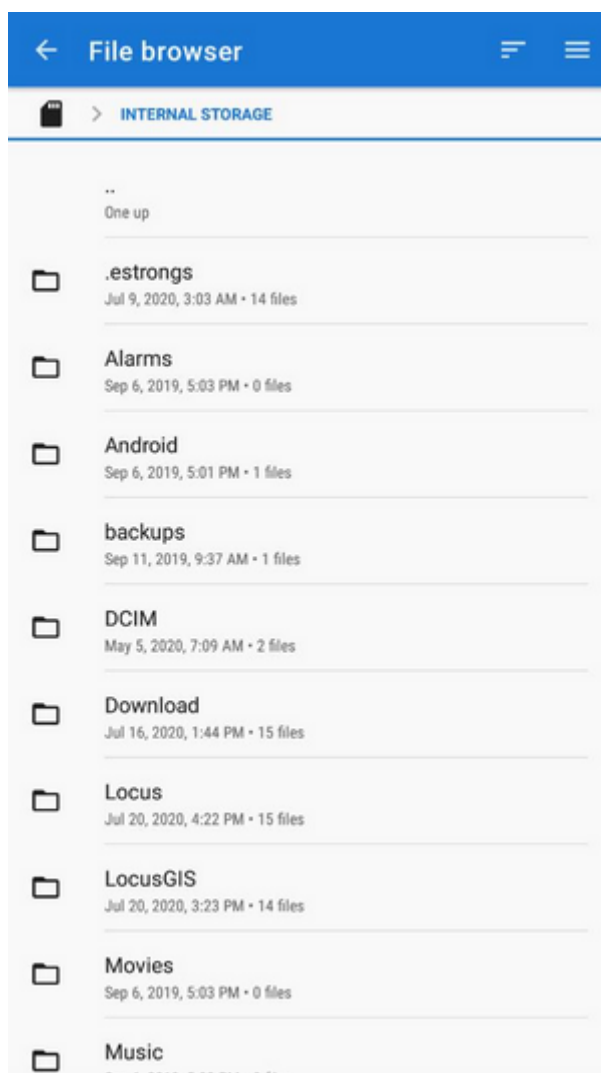 File browser
INTERNAL STORAGE
..
One up
.estrongs
Jul 9, 2020, 3:03 AM • 14 files
Alarms
Sep 6, 2019, 5:03 PM • 0 files
Android
Sep 6, 2019, 5:01 PM • 1 files
backups
Sep 11, 2019, 9:37 AM • 1 files
DCIM
May 5, 2020, 7:09 AM • 2 files
Download
Jul 16, 2020, 1:44 PM • 15 files
Locus
Jul 20, 2020, 4:22 PM • 15 files
LocusGIS
Jul 20, 2020, 3:23 PM • 14 files
Movies
Sep 6, 2019, 5:03 PM • 0 files
Music